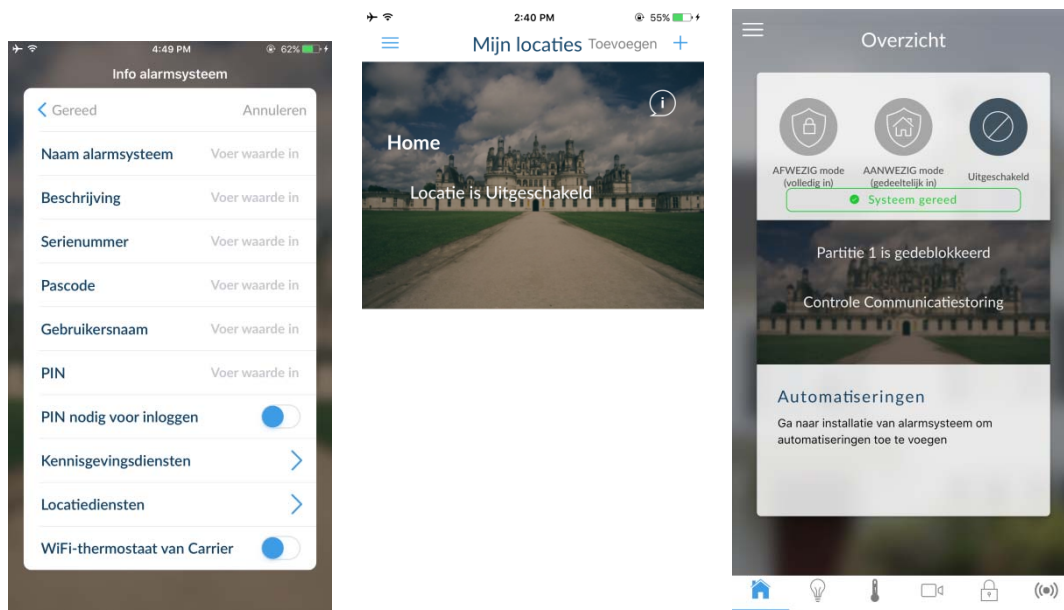 4:49 PM
62%
Info alarmsysteem
Gereed
Annuleren
Naam alarmsysteem
Voer waarde in
Beschrijving
Voer waarde in
Serienummer
Voer waarde in
Pascode
Voer waarde in
Gebruikersnaam
Voer waarde in
PIN
Voer waarde in
PIN nodig voor inloggen
Kennisgevingsdiensten
Locatiediensten
WiFi-thermostaat van Carrier
2:40 PM
55%
Mijn locaties
Toevoegen +
i
Home
Locatie is Uitgeschakeld
Overzicht
AFWEZIG mode
(volledig in)
AANWEZIG mode
(gedeeltelijk in)
Uitgeschakeld
Systeem gereed
Partitie 1 is gedeblokkeerd
Controle Communicatiestoring
Automatiseringen
Ga naar installatie van alarmsysteem om
automatiseringen toe te voegen